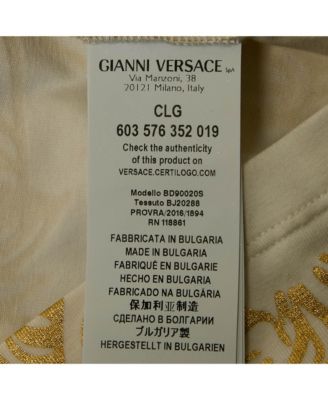 GIANNI VERSACE SpA
Via Manzoni, 38
20121 Milano, Italy
CLG
603 576 352 019
Check the authenticity
of this product on
VERSACE.CERTILOGO.COM
Modello BD90020S
Tessuto BJ20288
PROVRA/2016/1894
RN 118861
FABBRICATA IN BULGARIA
MADE IN BULGARIA
FABRIQUÉ EN BULGARIE
HECHO EN BULGARIA
FABRICADO NA BULGÁRIA
保加利亚制造
СДЕЛАНО В БОЛГАРИИ
ブルガリア製
HERGESTELLT IN BULGARIEN